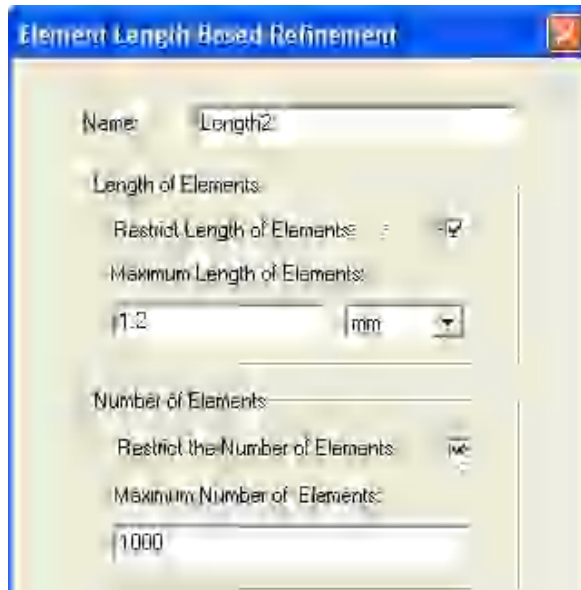 Element Length Based Refinement
Name: Length2
Length of Elements
Restrict Length of Elements
Maximum Length of Elements:
1.2 mm
Number of Elements
Restrict the Number of Elements
Maximum Number of Elements:
1000